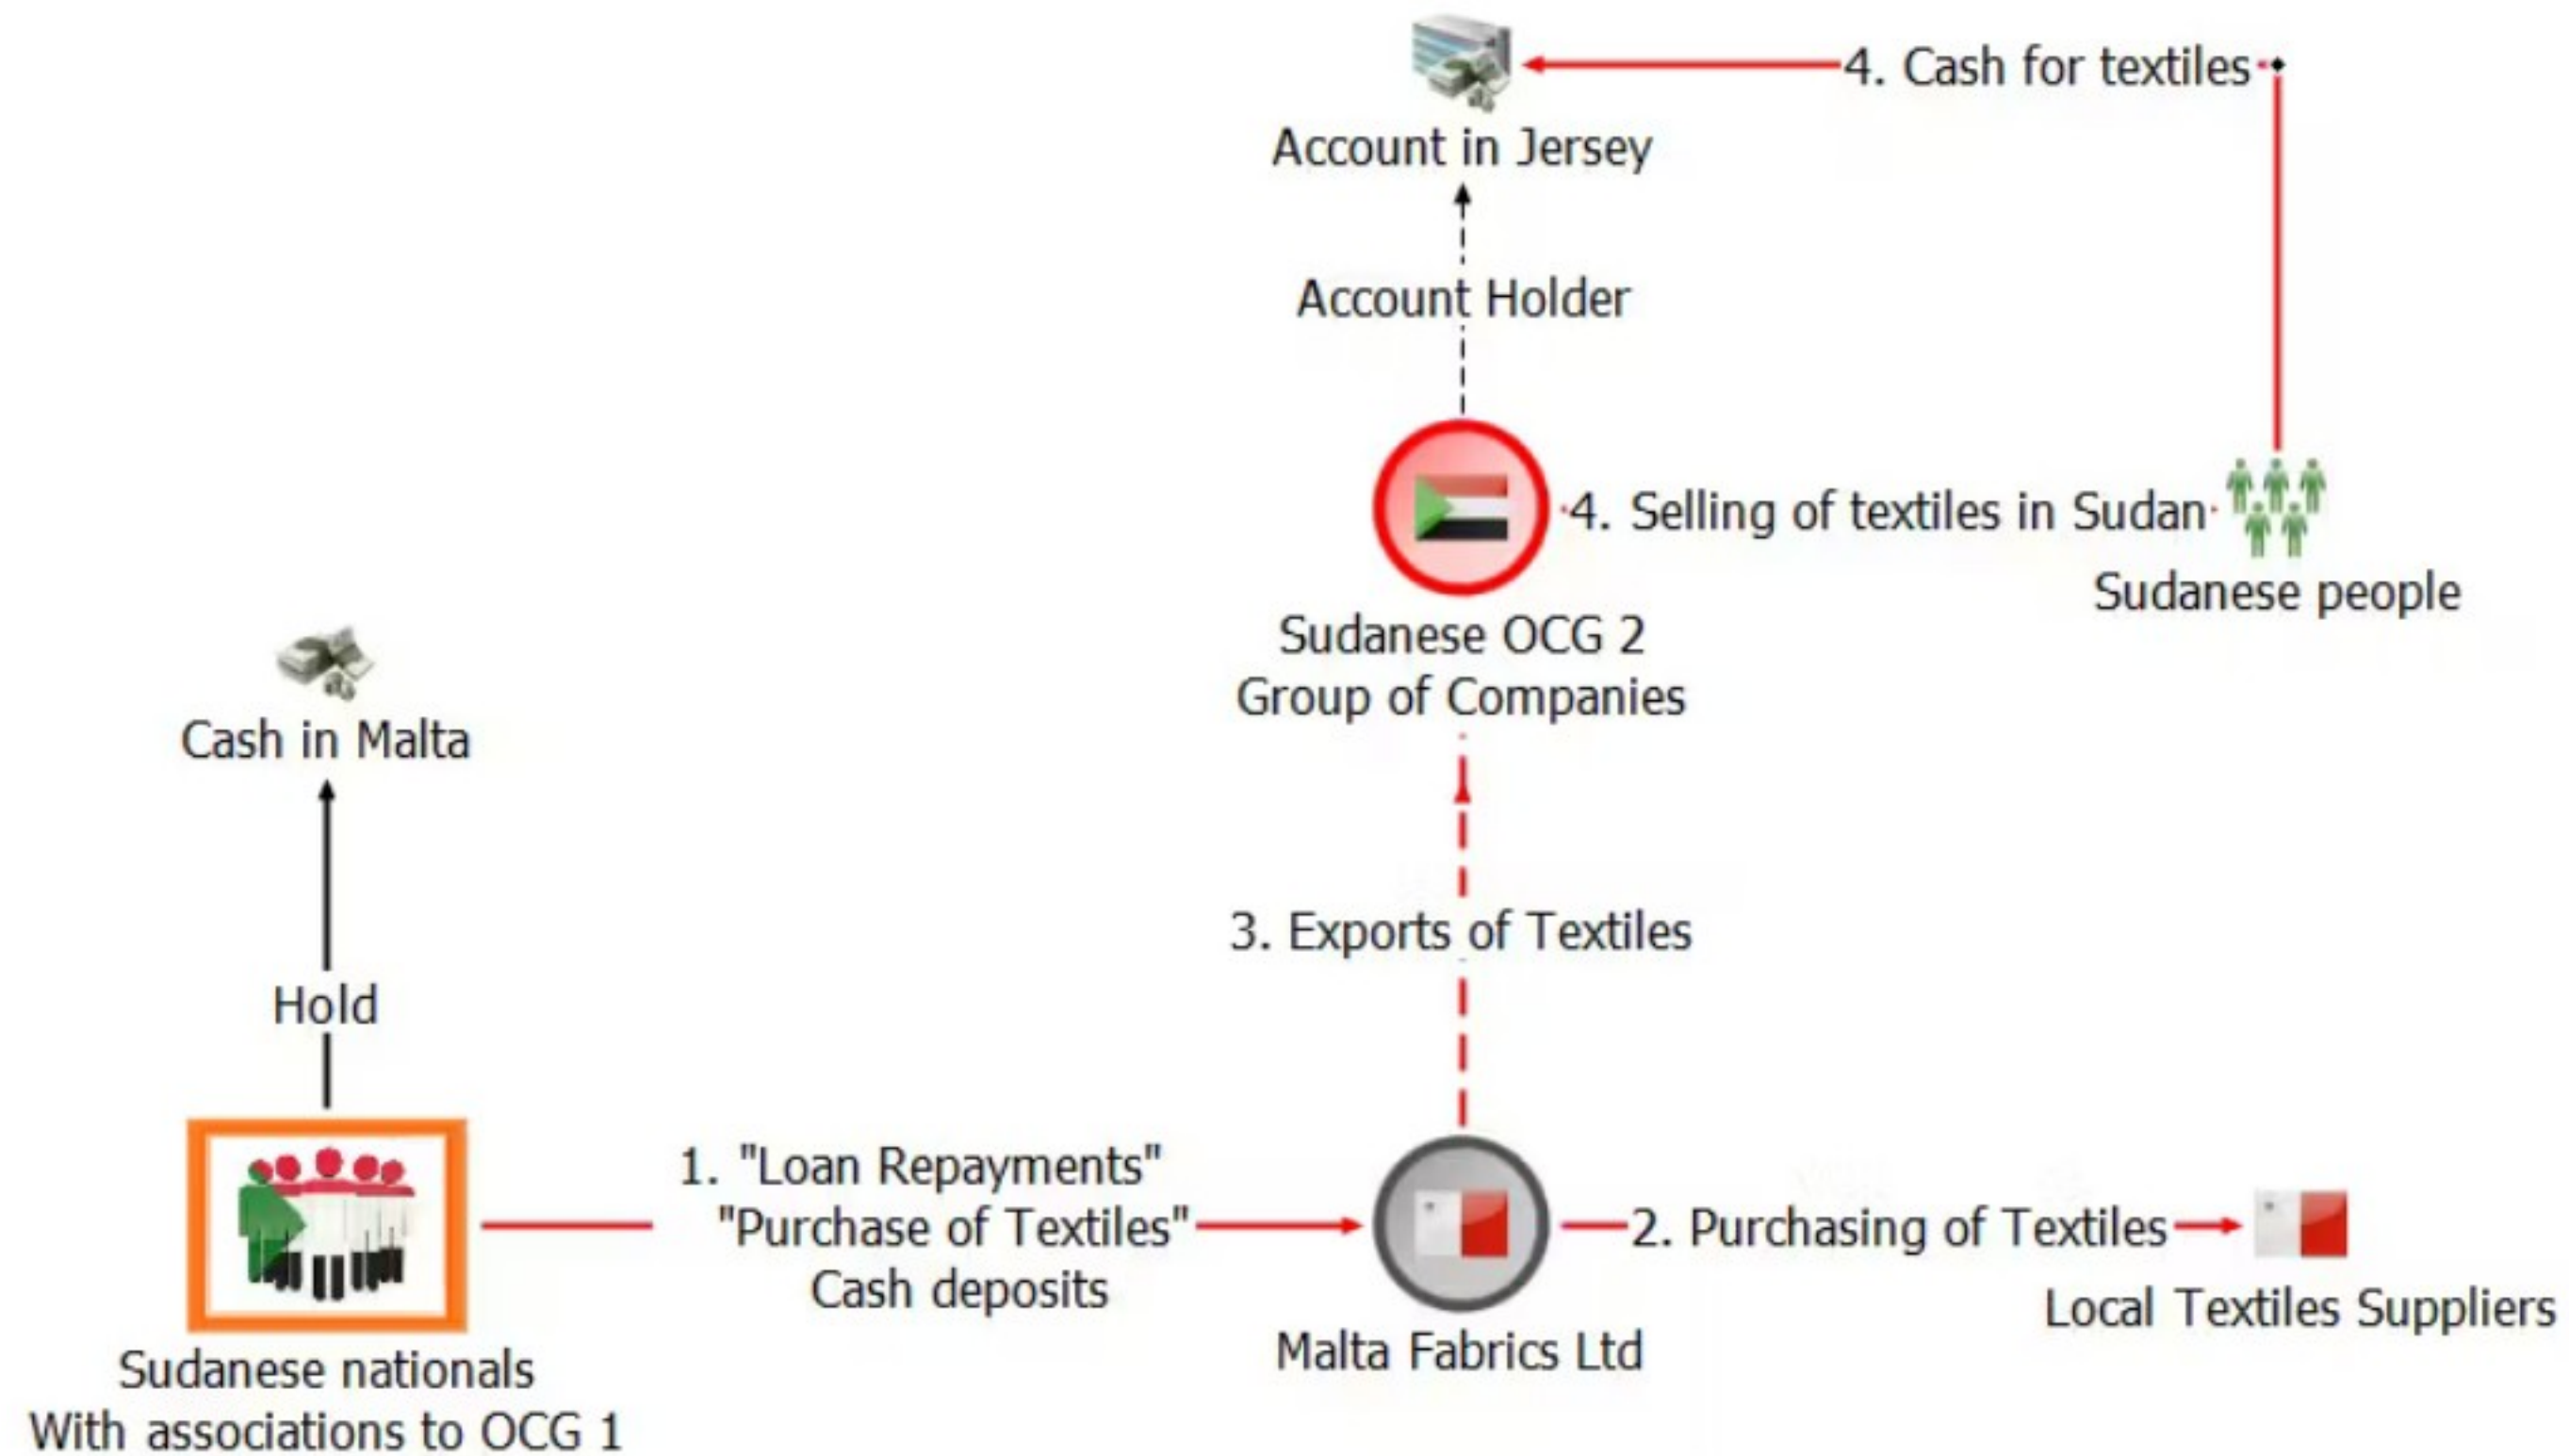 4. Cash for textiles
Account in Jersey
Account Holder
4. Selling of textiles in Sudan
Sudanese people
Sudanese OCG 2
Group of Companies
Cash in Malta
3. Exports of Textiles
Hold
1. "Loan Repayments"
"Purchase of Textiles"
Cash deposits
2. Purchasing of Textiles
Local Textiles Suppliers
Malta Fabrics Ltd
Sudanese nationals
With associations to OCG 1